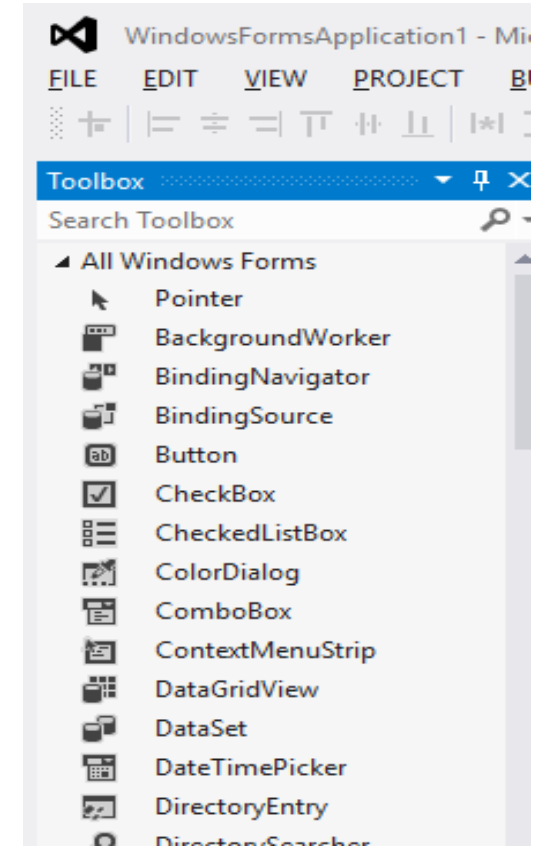 WindowsFormsApplication1 - Mi
FILE EDIT VIEW PROJECT
Toolbox
Search Toolbox
All Windows Forms
Pointer
BackgroundWorker
BindingNavigator
BindingSource
Button
CheckBox
CheckedListBox
ColorDialog
ComboBox
ContextMenuStrip
DataGridView
DataSet
DateTimePicker
DirectoryEntry
DirectorySearcher